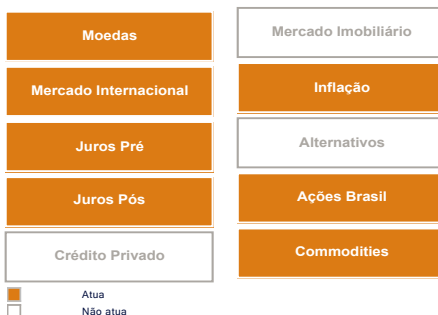 Moedas
Mercado Internacional
Juros Pré
Juros Pós
Crédito Privado
Mercado Imobiliário
Inflação
Alternativos
Ações Brasil
Commodities
Atua
Não atua